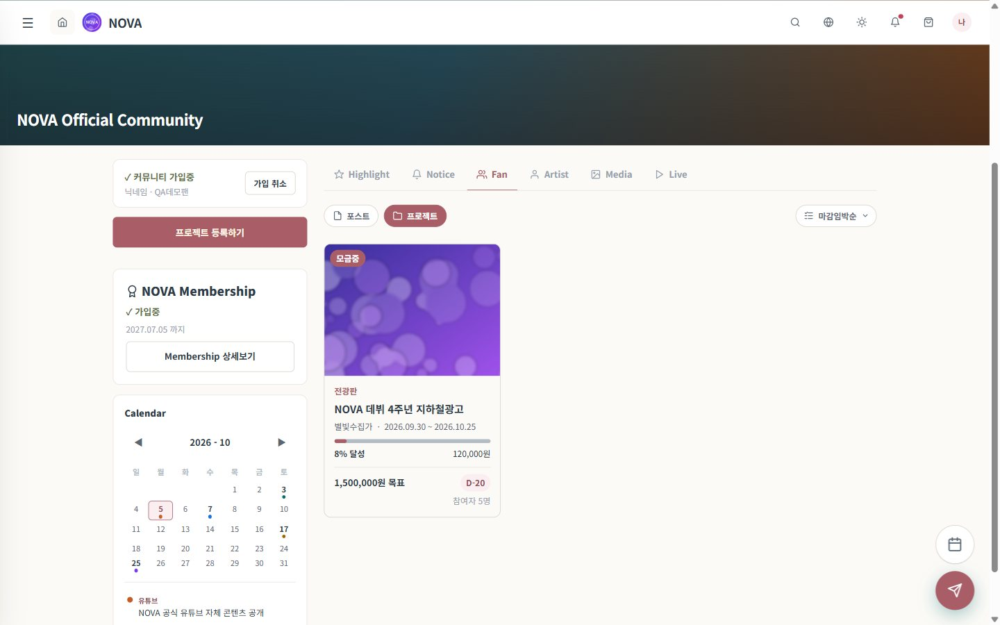 NOVA
NOVA
나
NOVA Official Community
✓ 커뮤니티 가입중
닉네임 · QA데모팬
가입 취소
프로젝트 등록하기
NOVA Membership
✓ 가입중
2027.07.05 까지
Membership 상세보기
Calendar
◀ 2026 - 10 ▶
일 월 화 수 목 금 토
1 2 3
4 5 6 7 8 9 10
11 12 13 14 15 16 17
18 19 20 21 22 23 24
25 26 27 28 29 30 31
유튜브
NOVA 공식 유튜브 자체 콘텐츠 공개
Highlight Notice Fan Artist Media Live
포스트 프로젝트 마감임박순
모금중
전광판
NOVA 데뷔 4주년 지하철광고
별빛수집가 · 2026.09.30 ~ 2026.10.25
8% 달성 120,000원
1,500,000원 목표 D-20
참여자 5명